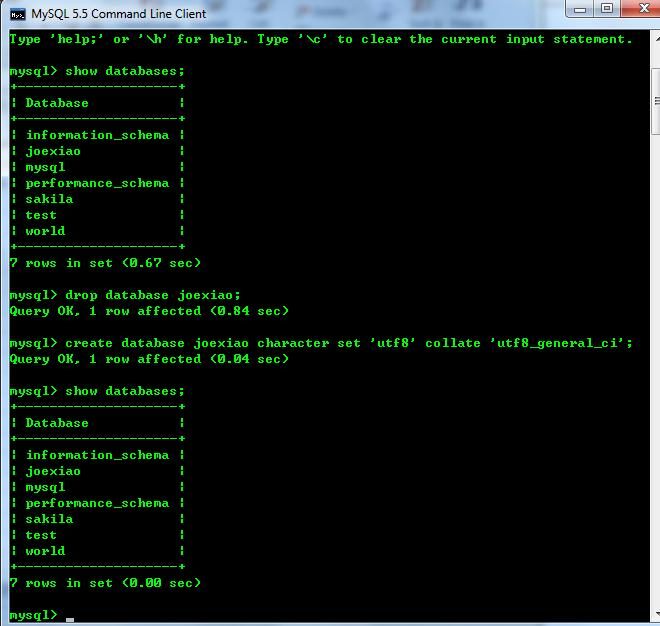 MySQL 5.5 Command Line Client
Type 'help;' or '\h' for help. Type '\c' to clear the current input statement.
mysql> show databases;
+--------------------+
| Database           |
+--------------------+
| information_schema |
| joexiao            |
| mysql              |
| performance_schema |
| sakila             |
| test               |
| world              |
+--------------------+
7 rows in set (0.67 sec)
mysql> drop database joexiao;
Query OK, 1 row affected (0.84 sec)
mysql> create database joexiao character set 'utf8' collate 'utf8_general_ci';
Query OK, 1 row affected (0.04 sec)
mysql> show databases;
+--------------------+
| Database           |
+--------------------+
| information_schema |
| joexiao            |
| mysql              |
| performance_schema |
| sakila             |
| test               |
| world              |
+--------------------+
7 rows in set (0.00 sec)
mysql> _